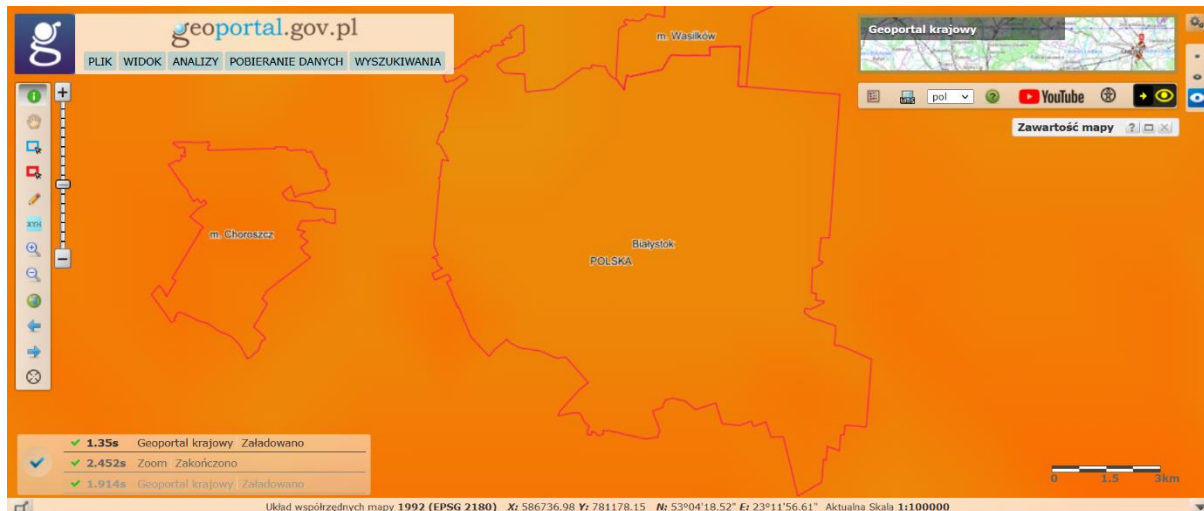 geoportal.gov.pl
PLIK WIDOK ANALIZY POBIERANIE DANYCH WYSZUKIWANIA
m. Wasilków
Geoportal krajowy
pol
YouTube
Zawartość mapy
XYH
m. Choroszcz
Białystok
POLSKA
1.35s Geoportal krajowy Załadowano
2.452s Zoom Zakończono
1.914s Geoportal krajowy Załadowano
0 1.5 3km
Układ współrzędnych mapy 1992 (EPSG 2180) X: 586736.98 Y: 781178.15 N: 53°04'18.52" E: 23°11'56.61" Aktualna Skala 1:100000